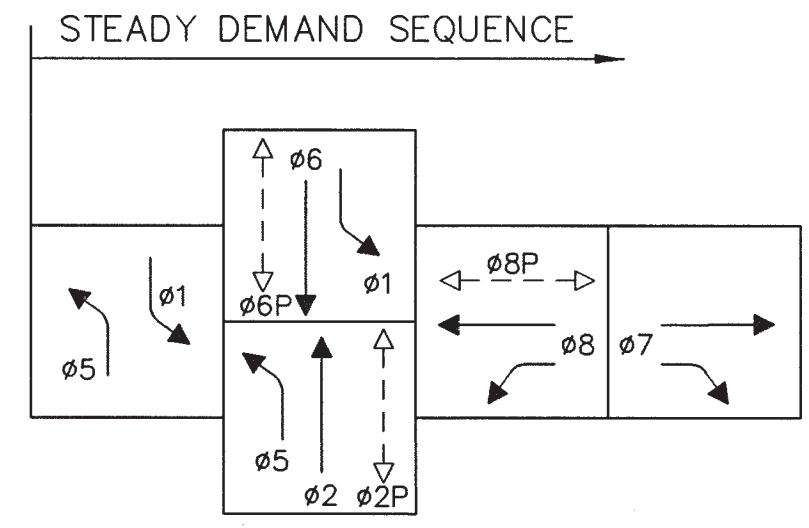 STEADY DEMAND SEQUENCE
ø6
ø1
ø6P
ø1
ø5
ø5
ø2
ø2P
ø8P
ø8
ø7